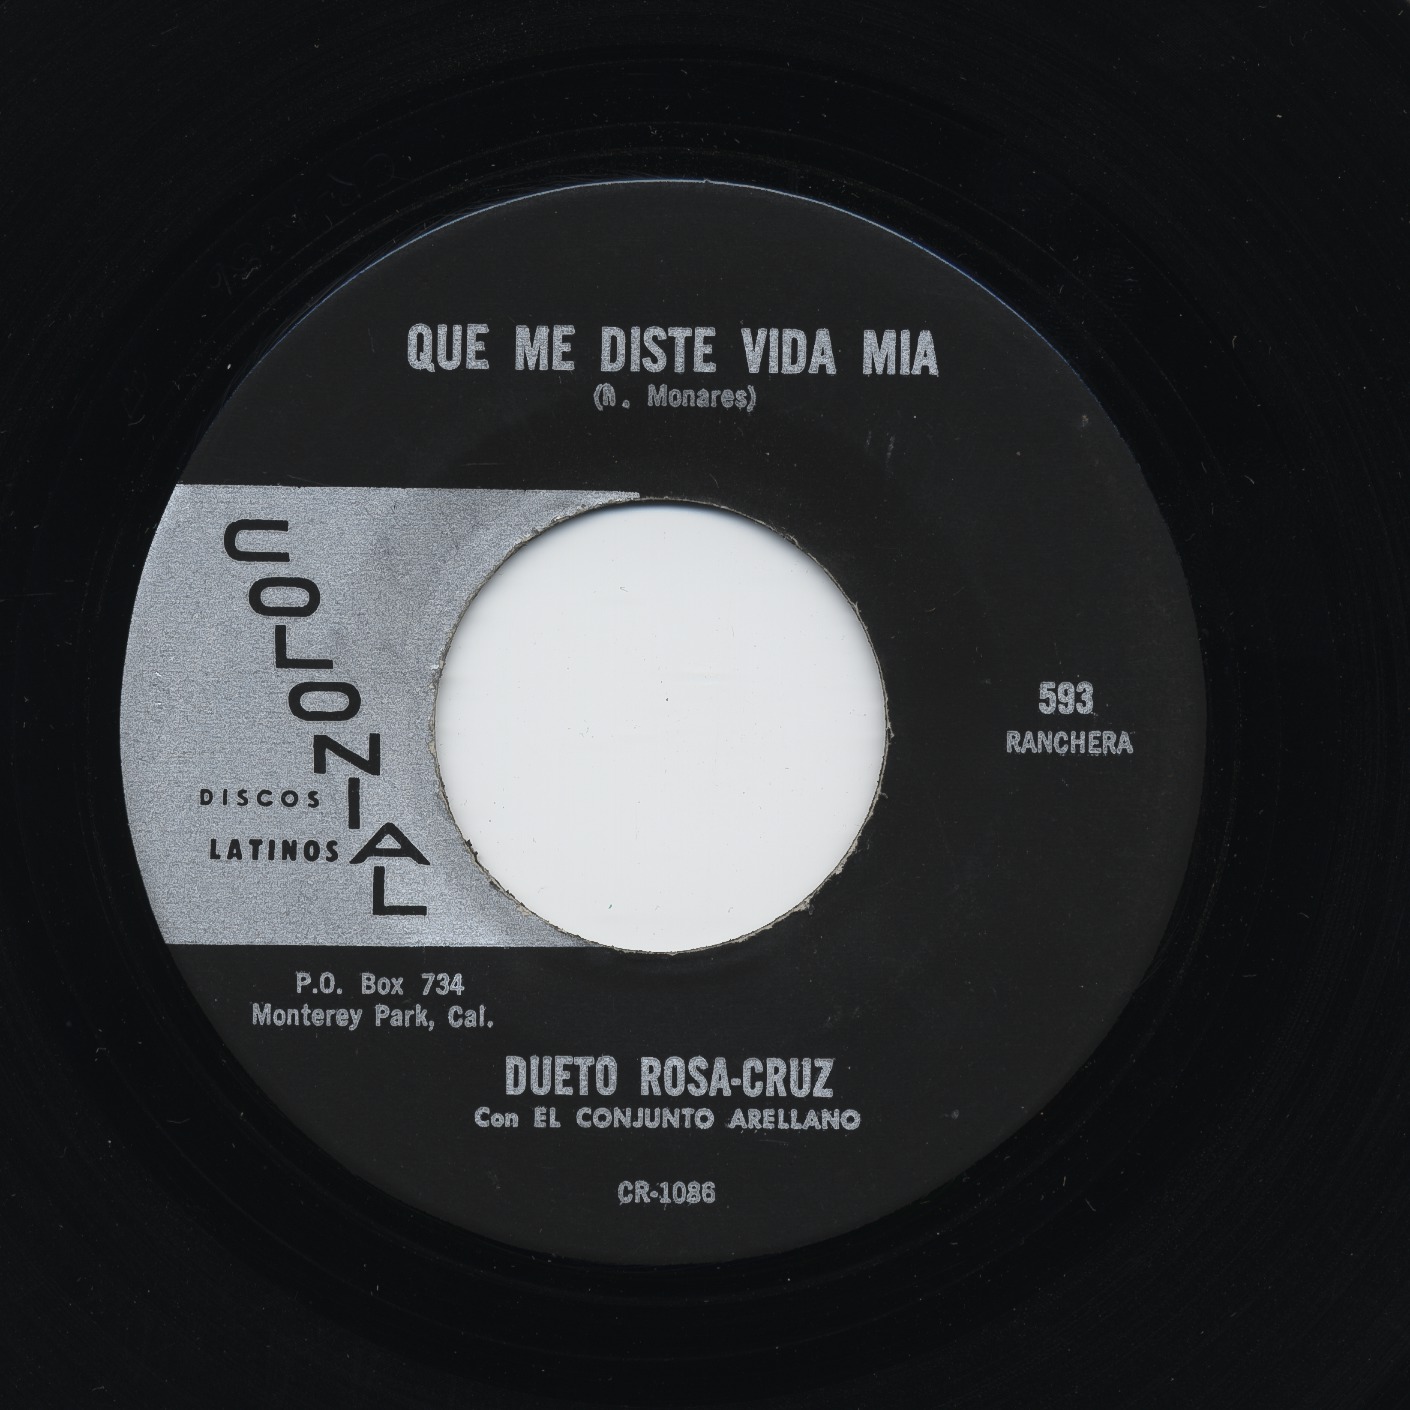 QUE ME DISTE VIDA MIA
Monares)
COLONIAL
DISCOS
LATINOS
593
RANCHERA
P.O. Box 734
Monterey Park, Cal.
DUETO ROSA-CRUZ
Con EL CONJUNTO ARELLANO
CR-1086